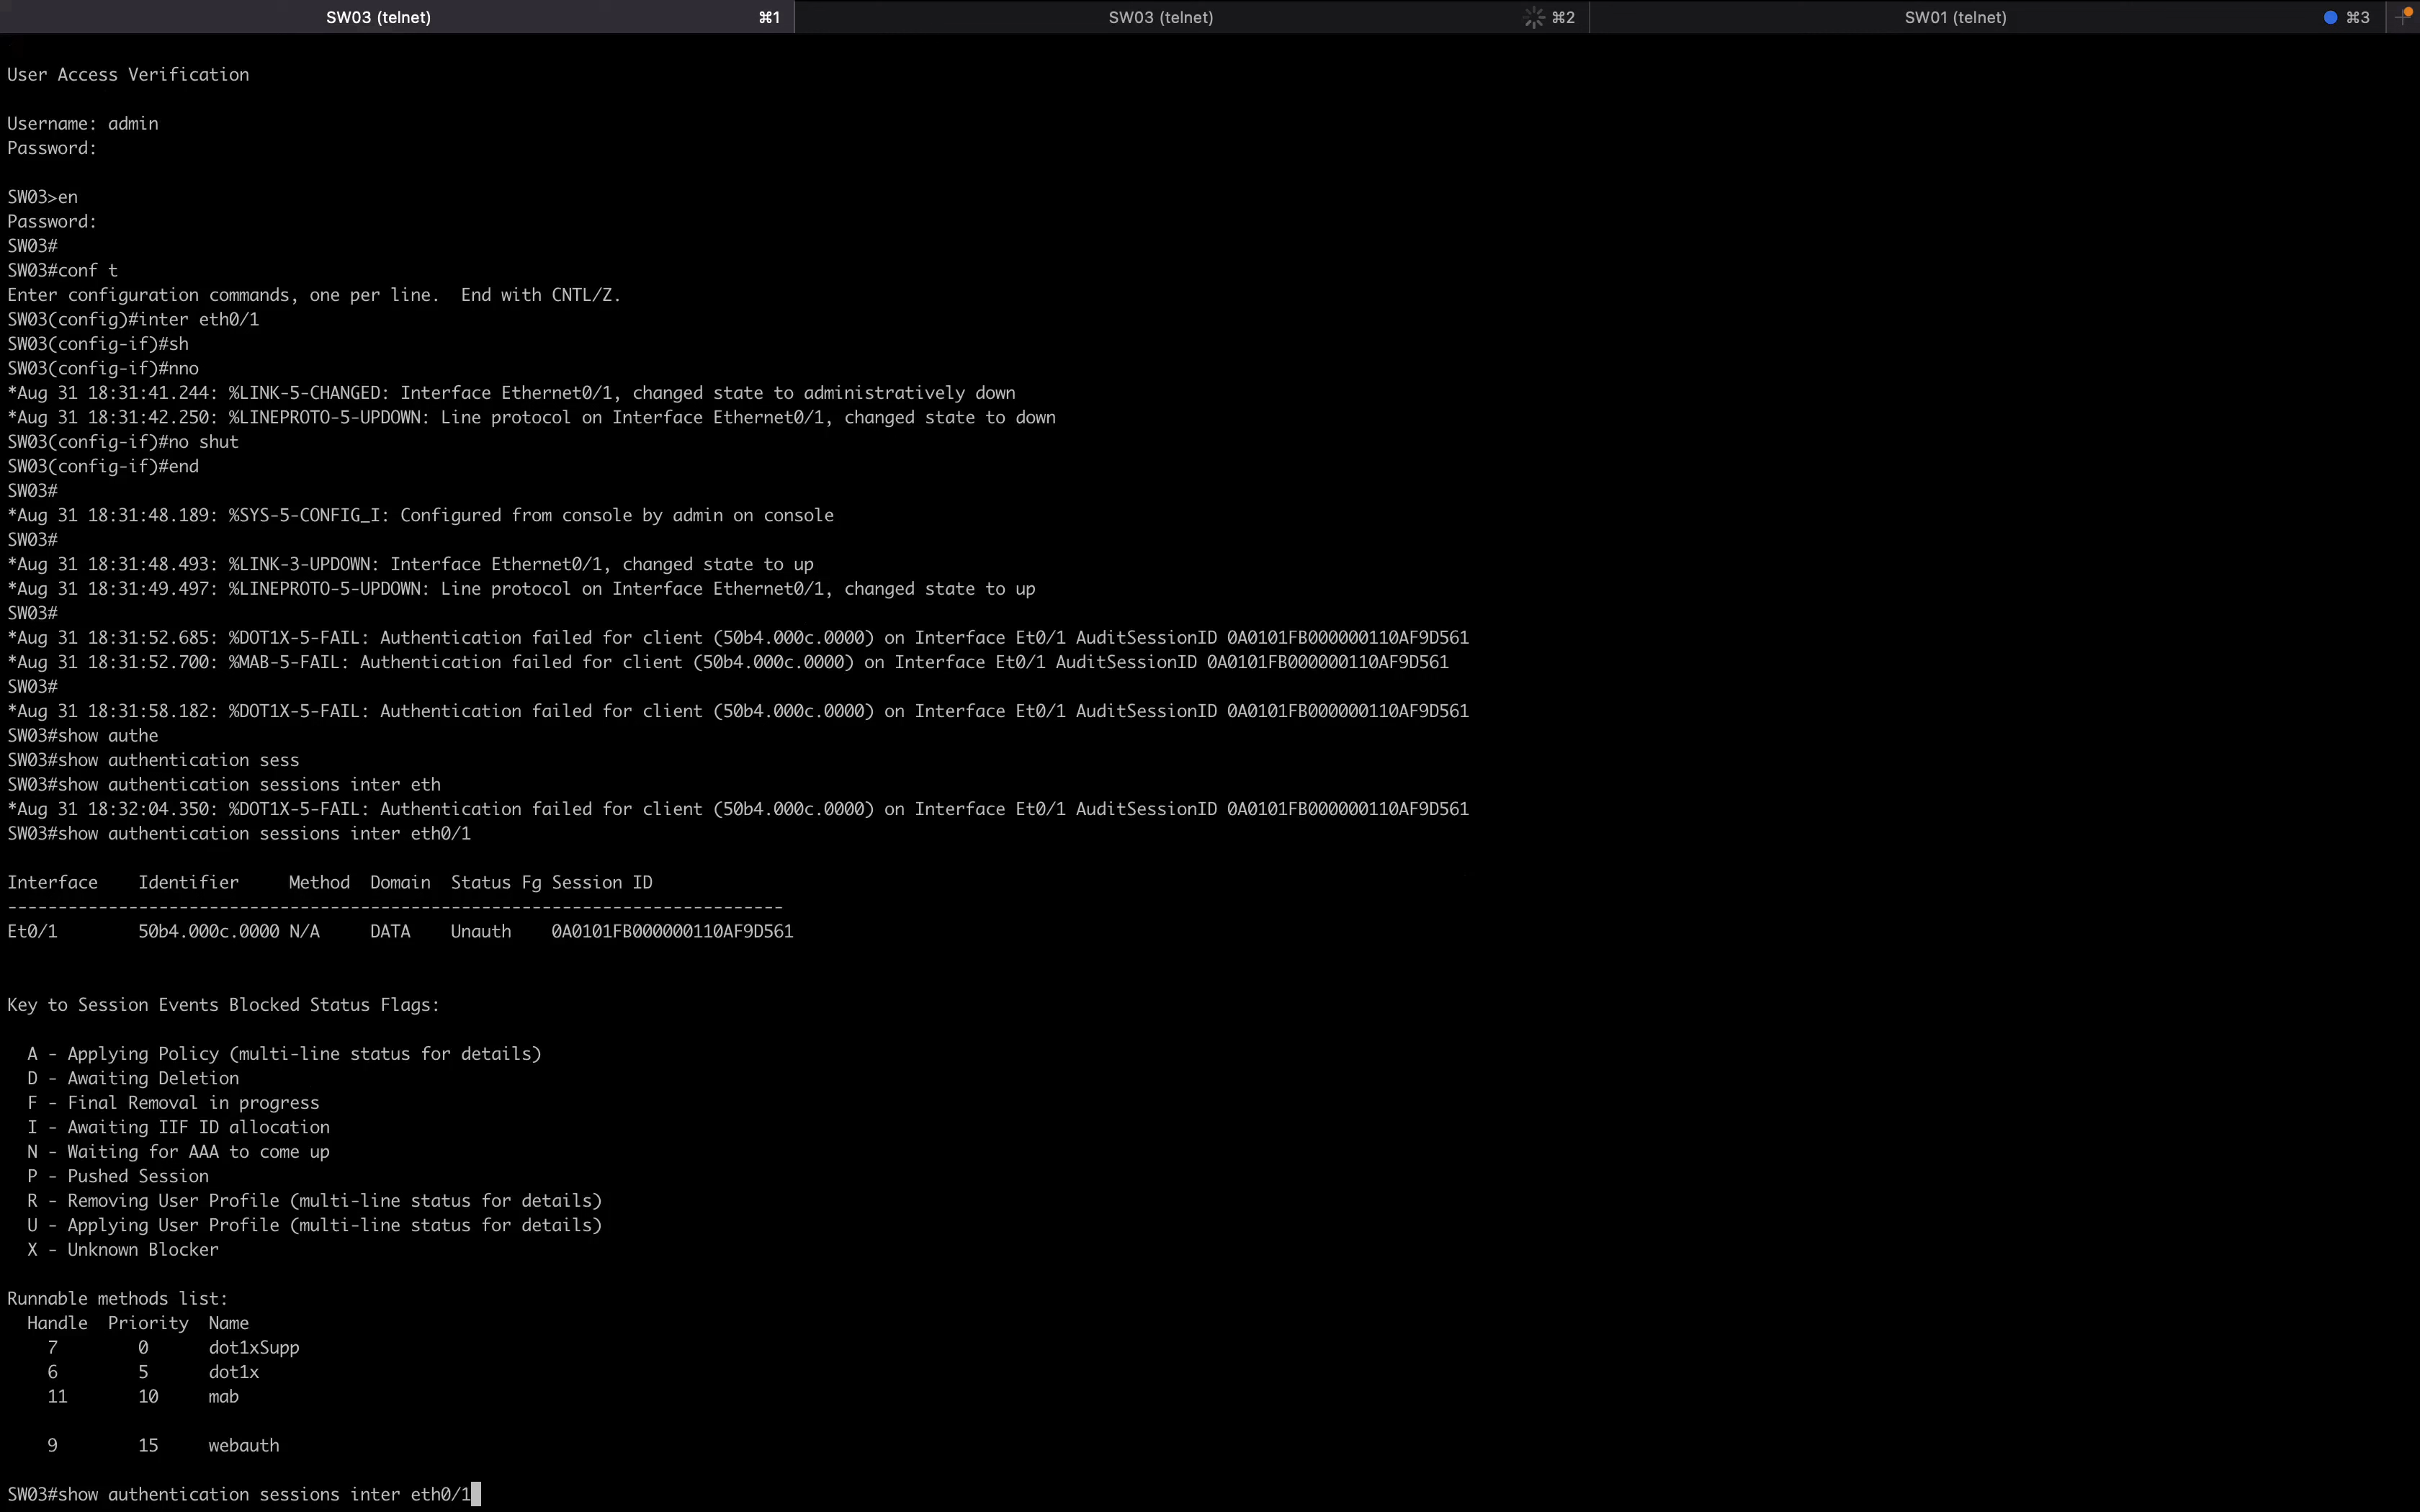 SW03 (telnet) ⌘1 SW03 (telnet) ⌘2 SW01 (telnet) ⌘3
User Access Verification
Username: admin
Password:
SW03>en
Password:
SW03#
SW03#conf t
Enter configuration commands, one per line.  End with CNTL/Z.
SW03(config)#inter eth0/1
SW03(config-if)#sh
SW03(config-if)#nno
*Aug 31 18:31:41.244: %LINK-5-CHANGED: Interface Ethernet0/1, changed state to administratively down
*Aug 31 18:31:42.250: %LINEPROTO-5-UPDOWN: Line protocol on Interface Ethernet0/1, changed state to down
SW03(config-if)#no shut
SW03(config-if)#end
SW03#
*Aug 31 18:31:48.189: %SYS-5-CONFIG_I: Configured from console by admin on console
SW03#
*Aug 31 18:31:48.493: %LINK-3-UPDOWN: Interface Ethernet0/1, changed state to up
*Aug 31 18:31:49.497: %LINEPROTO-5-UPDOWN: Line protocol on Interface Ethernet0/1, changed state to up
SW03#
*Aug 31 18:31:52.685: %DOT1X-5-FAIL: Authentication failed for client (50b4.000c.0000) on Interface Et0/1 AuditSessionID 0A0101FB000000110AF9D561
*Aug 31 18:31:52.700: %MAB-5-FAIL: Authentication failed for client (50b4.000c.0000) on Interface Et0/1 AuditSessionID 0A0101FB000000110AF9D561
SW03#
*Aug 31 18:31:58.182: %DOT1X-5-FAIL: Authentication failed for client (50b4.000c.0000) on Interface Et0/1 AuditSessionID 0A0101FB000000110AF9D561
SW03#show authe
SW03#show authentication sess
SW03#show authentication sessions inter eth
*Aug 31 18:32:04.350: %DOT1X-5-FAIL: Authentication failed for client (50b4.000c.0000) on Interface Et0/1 AuditSessionID 0A0101FB000000110AF9D561
SW03#show authentication sessions inter eth0/1
Interface    Identifier     Method  Domain  Status Fg Session ID
-----------------------------------------------------------------------------
Et0/1        50b4.000c.0000 N/A     DATA    Unauth    0A0101FB000000110AF9D561
Key to Session Events Blocked Status Flags:
A - Applying Policy (multi-line status for details)
D - Awaiting Deletion
F - Final Removal in progress
I - Awaiting IIF ID allocation
N - Waiting for AAA to come up
P - Pushed Session
R - Removing User Profile (multi-line status for details)
U - Applying User Profile (multi-line status for details)
X - Unknown Blocker
Runnable methods list:
Handle  Priority  Name
7        0      dot1xSupp
6        5      dot1x
11       10     mab
9        15     webauth
SW03#show authentication sessions inter eth0/1